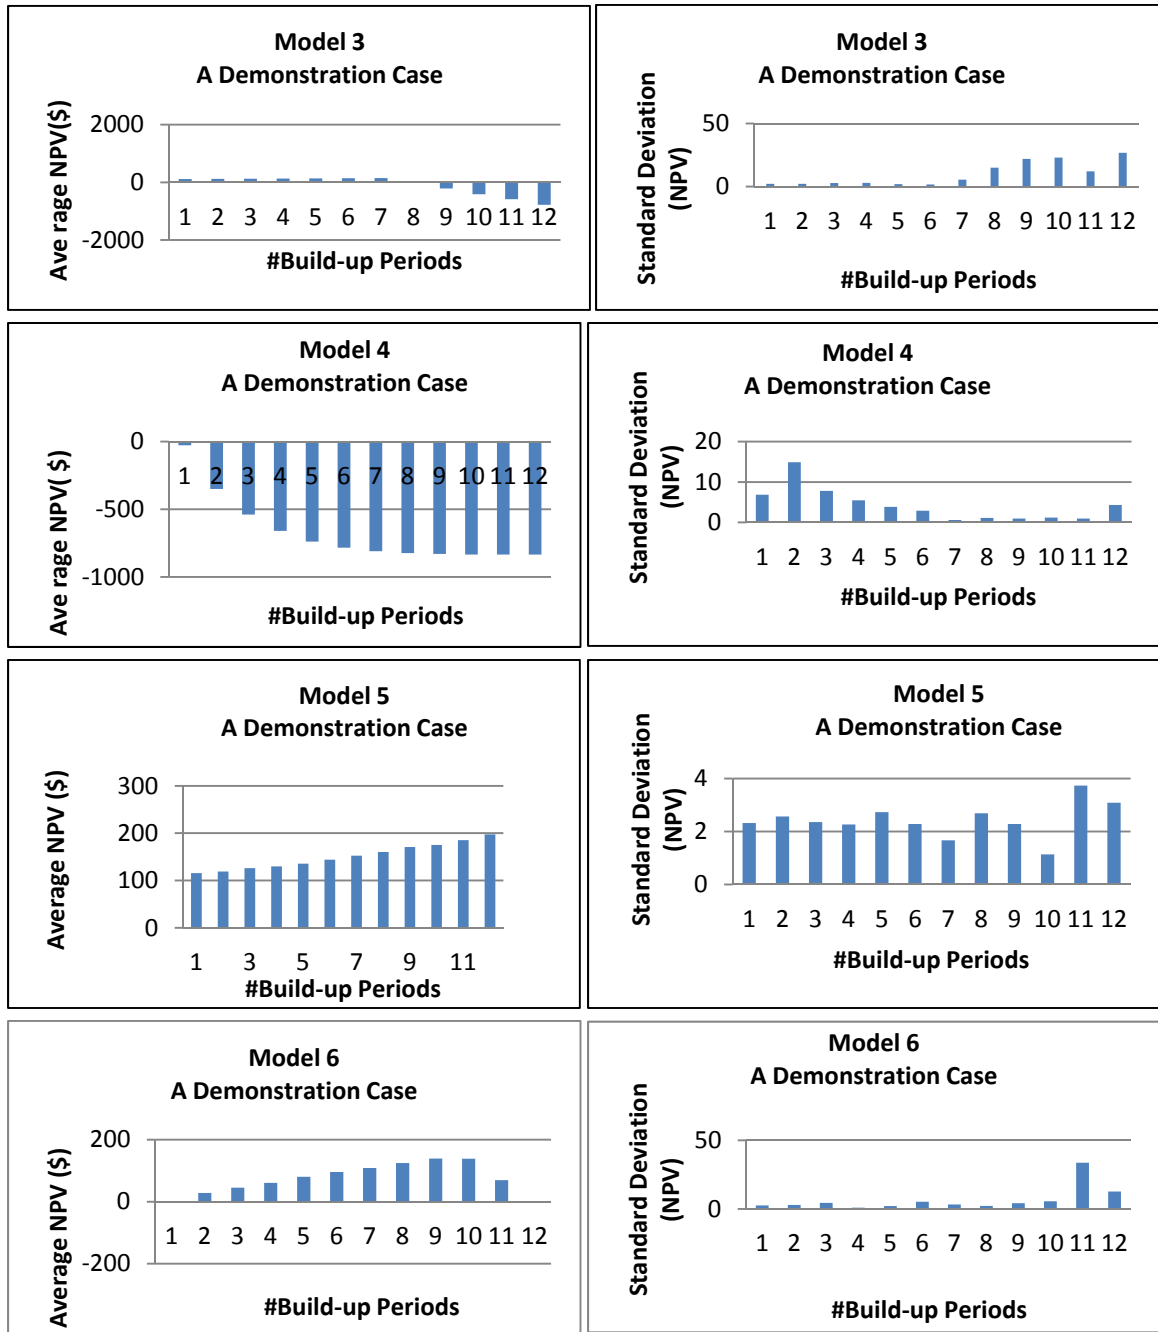 Model 3
A Demonstration Case
Ave rage NPV($)
2000
0
-2000
1 2 3 4 5 6 7 8 9 10 11 12
#Build-up Periods
Model 3
A Demonstration Case
Standard Deviation
(NPV)
50
0
1 2 3 4 5 6 7 8 9 10 11 12
#Build-up Periods
Model 4
A Demonstration Case
Ave rage NPV( $)
0
-500
-1000
1 2 3 4 5 6 7 8 9 10 11 12
#Build-up Periods
Model 4
A Demonstration Case
Standard Deviation
(NPV)
20
10
0
1 2 3 4 5 6 7 8 9 10 11 12
#Build-up Periods
Model 5
A Demonstration Case
Average NPV ($)
300
200
100
0
1 3 5 7 9 11
#Build-up Periods
Model 5
A Demonstration Case
Standard Deviation
(NPV)
4
2
0
1 2 3 4 5 6 7 8 9 10 11 12
#Build-up Periods
Model 6
A Demonstration Case
Average NPV ($)
200
0
-200
1 2 3 4 5 6 7 8 9 10 11 12
#Build-up Periods
Model 6
A Demonstration Case
Standard Deviation
(NPV)
50
0
1 2 3 4 5 6 7 8 9 10 11 12
#Build-up Periods